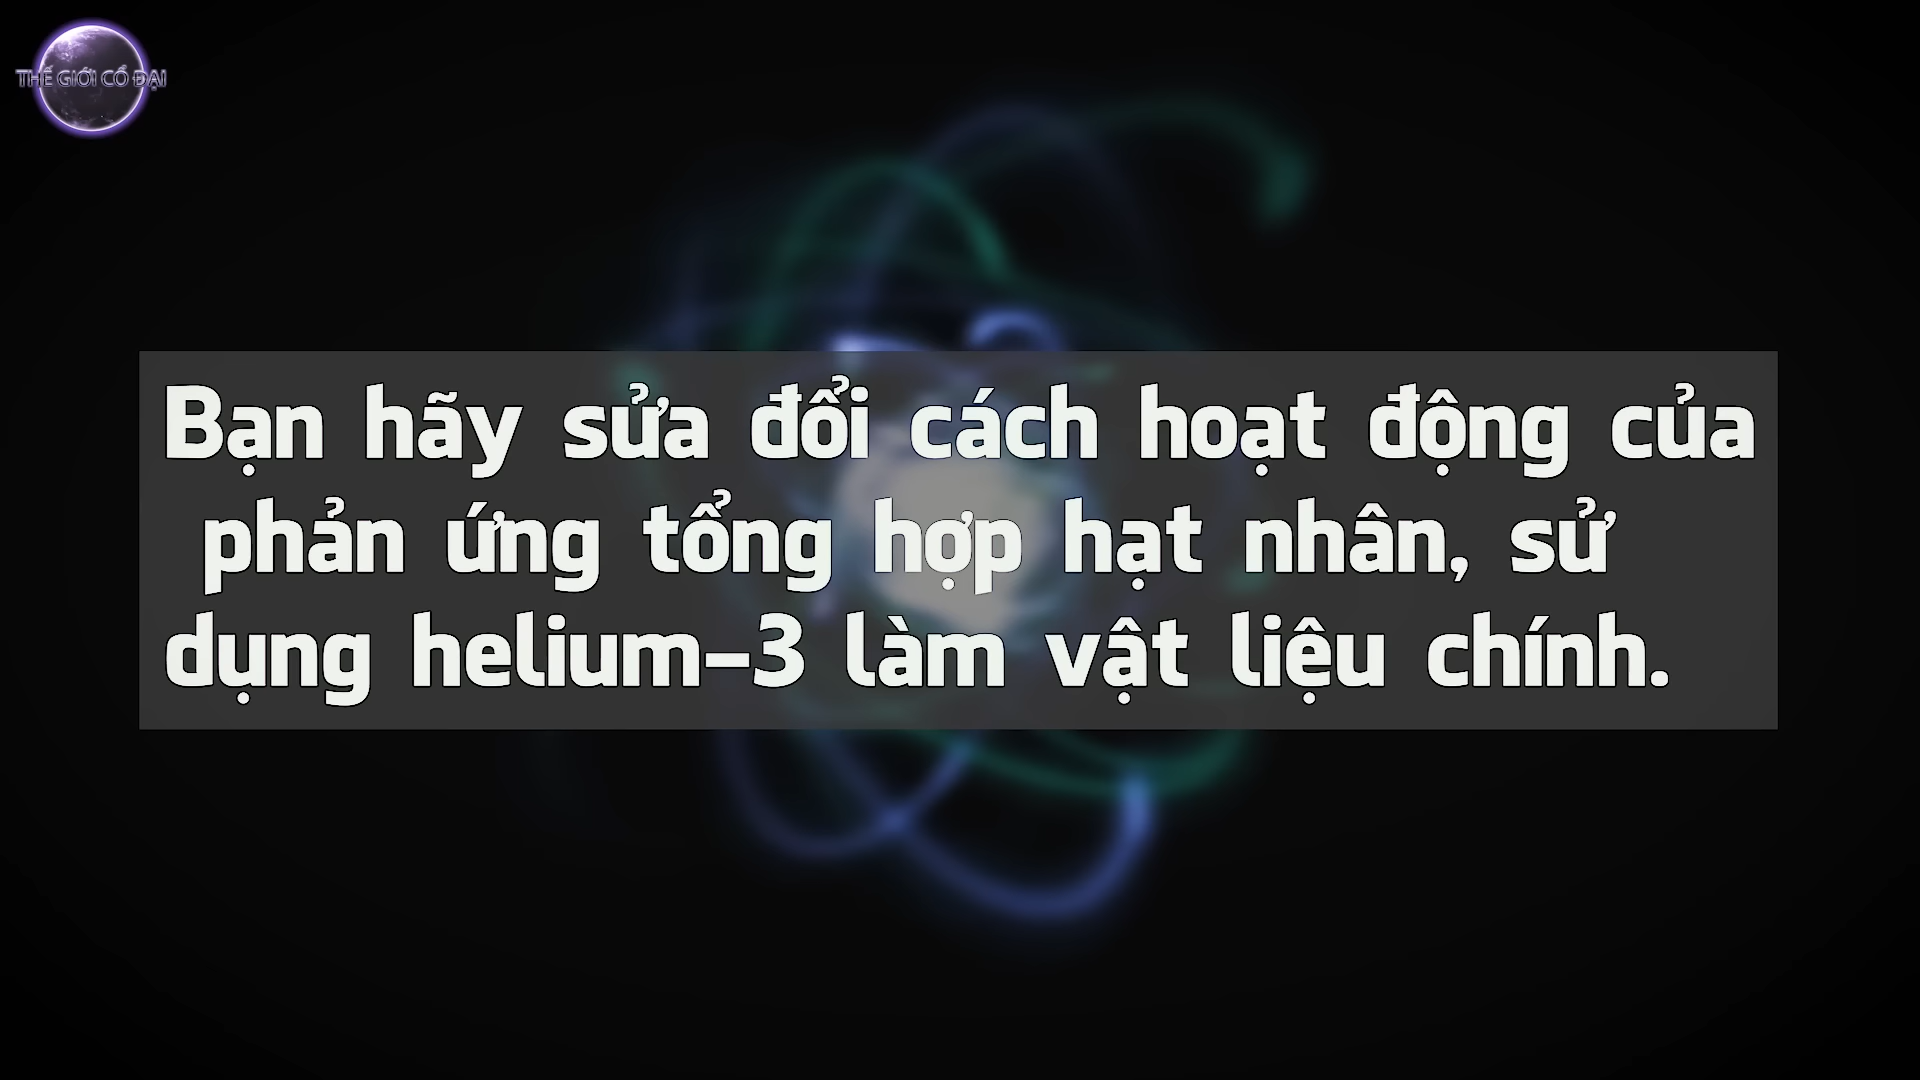 THẾ GIỚI CỔ ĐẠI
Bạn hãy sửa đổi cách hoạt động của
phản ứng tổng hợp hạt nhân, sử
dụng helium-3 làm vật liệu chính.